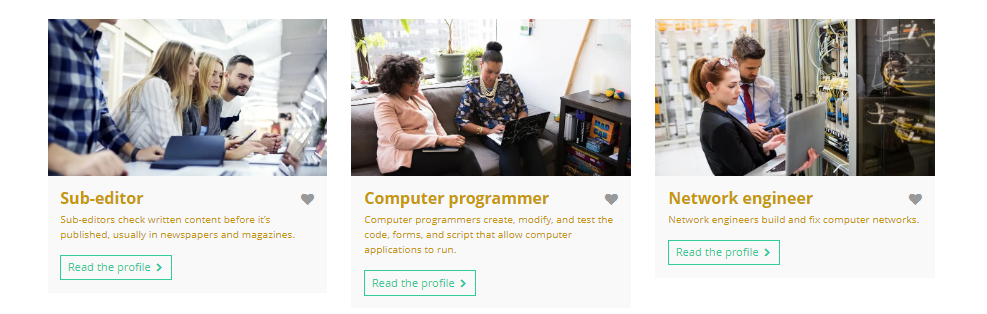 Sub-editor
Sub-editors check written content before it's
published, usually in newspapers and magazines.
Read the profile
Computer programmer
Computer programmers create, modify, and test the
code, forms, and script that allow computer
applications to run.
Read the profile
Network engineer
Network engineers build and fix computer networks.
Read the profile